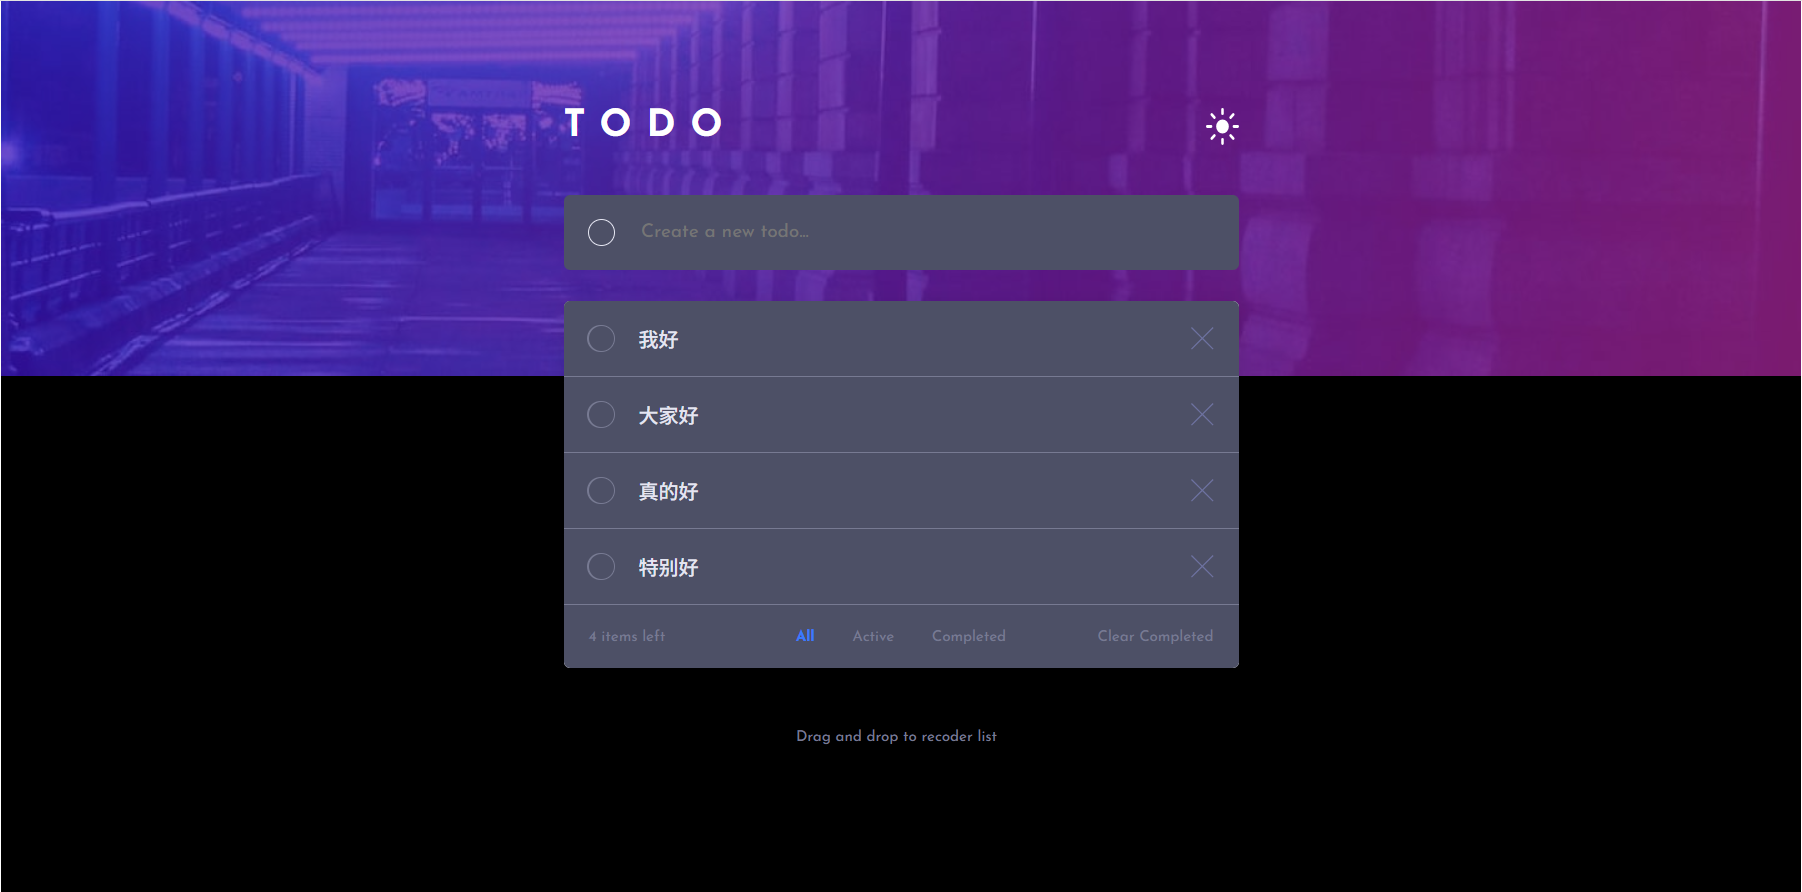 TODO
Create a new todo...
我好
大家好
真的好
特别好
4 items left All Active Completed Clear Completed
Drag and drop to recoder list